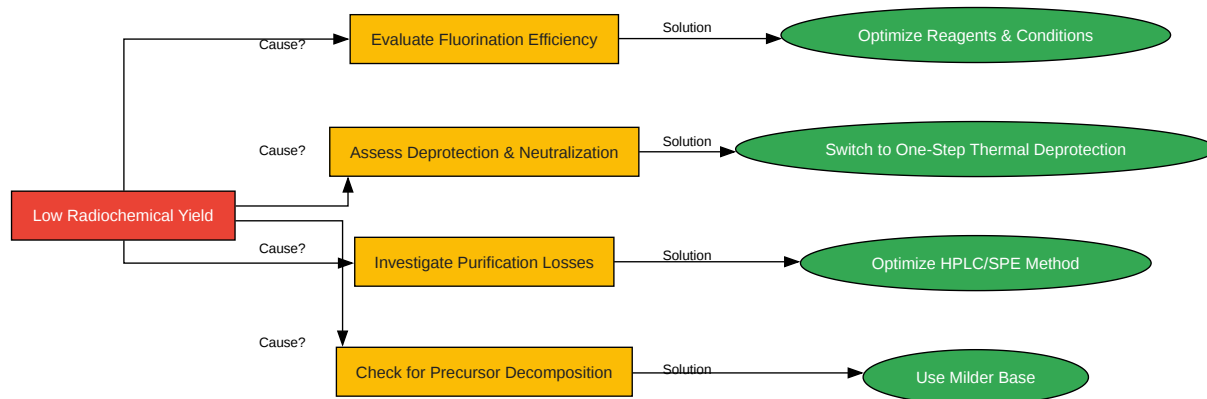 Cause?
Evaluate Fluorination Efficiency
Solution
Optimize Reagents & Conditions
Cause?
Assess Deprotection & Neutralization
Solution
Switch to One-Step Thermal Deprotection
Low Radiochemical Yield
Cause?
Investigate Purification Losses
Solution
Optimize HPLC/SPE Method
Cause?
Check for Precursor Decomposition
Solution
Use Milder Base